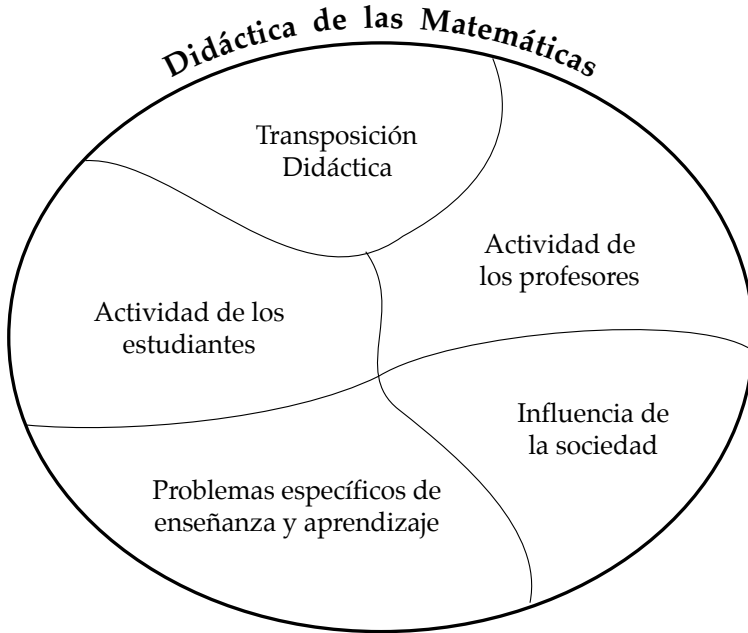 Didáctica de las Matemáticas
Transposición
Didáctica
Actividad de
los profesores
Actividad de los
estudiantes
Influencia de
la sociedad
Problemas específicos de
enseñanza y aprendizaje